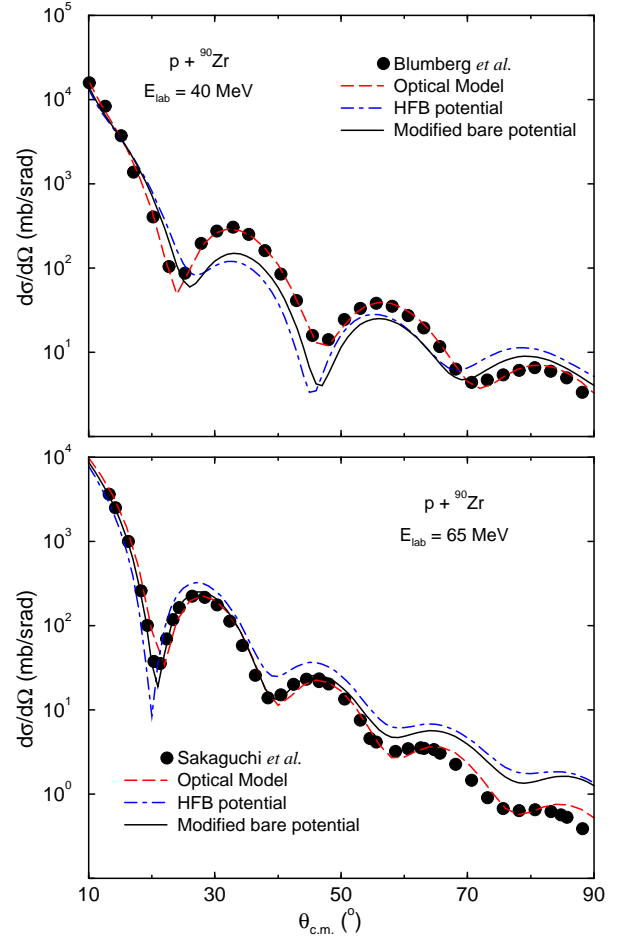 10^5
p + ^90Zr
E_lab = 40 MeV
Blumberg et al.
Optical Model
HFB potential
Modified bare potential
10^4
10^3
10^2
10^1
dσ/dΩ (mb/srad)
10^4
p + ^90Zr
E_lab = 65 MeV
10^3
10^2
10^1
10^0
dσ/dΩ (mb/srad)
Sakaguchi et al.
Optical Model
HFB potential
Modified bare potential
10 30 50 70 90
θ_c.m. (°)